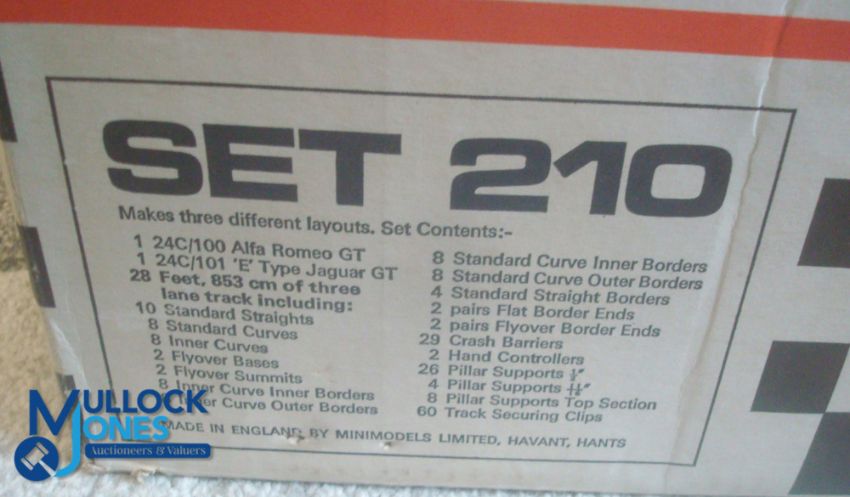 SET 210
Makes three different layouts. Set Contents:-
1 24C/100 Alfa Romeo GT
1 24C/101 'E' Type Jaguar GT
28 Feet, 853 cm of three
lane track including:
10 Standard Straights
8 Standard Curves
8 Inner Curves
2 Flyover Bases
2 Flyover Summits
8 Inner Curve Inner Borders
Curve Outer Borders
8 Standard Curve Inner Borders
8 Standard Curve Outer Borders
4 Standard Straight Borders
2 pairs Flat Border Ends
2 pairs Flyover Border Ends
29 Crash Barriers
2 Hand Controllers
26 Pillar Supports
4 Pillar Supports
8 Pillar Supports Top Section
60 Track Securing Clips
MADE IN ENGLAND BY MINIMODELS LIMITED, HAVANT, HANTS
MULLOCK
JONES
Auctioneers & Valuers